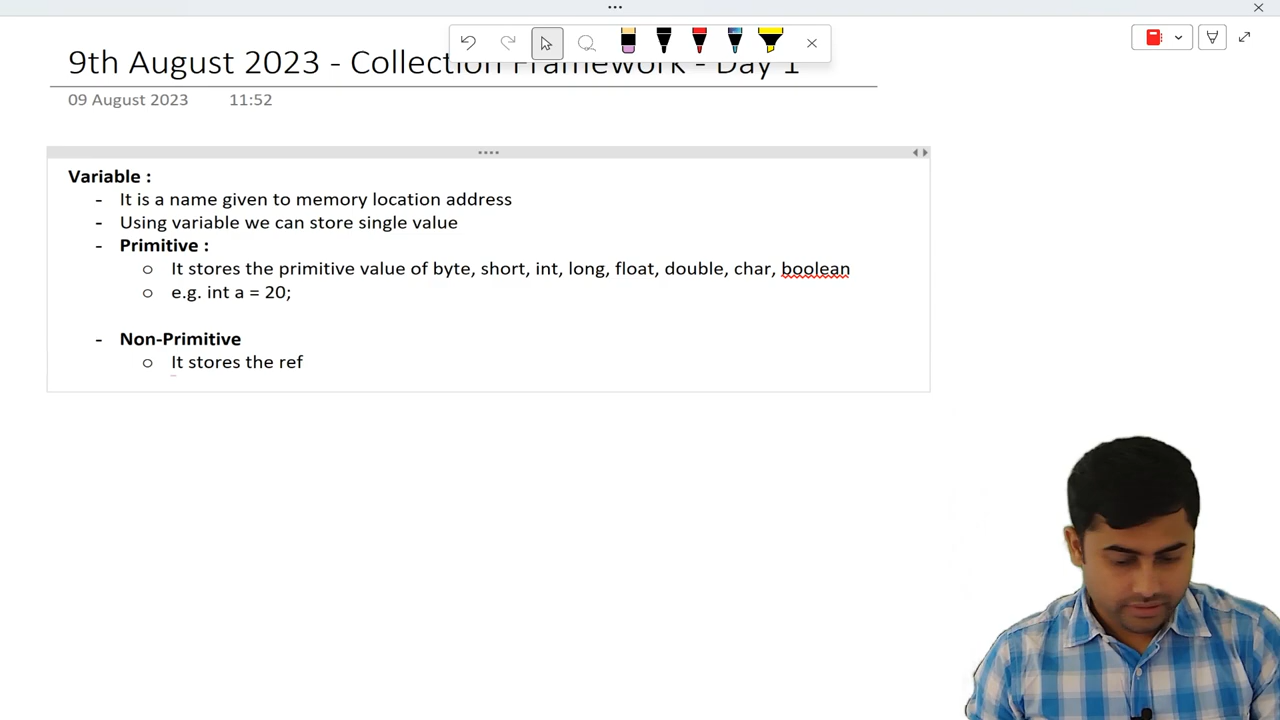 9th August 2023 - Collection Framework - Day 1
09 August 2023 11:52
Variable :
- It is a name given to memory location address
- Using variable we can store single value
- Primitive :
o It stores the primitive value of byte, short, int, long, float, double, char, boolean
o e.g. int a = 20;
- Non-Primitive
o It stores the ref